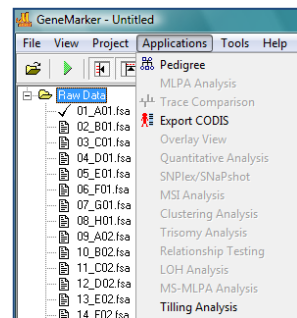 GeneMarker - Untitled
File View Project Applications Tools Help
Pedigree
MLPA Analysis
Trace Comparison
Export CODIS
Overlay View
Quantitative Analysis
SNPlex/SNaPshot
MSI Analysis
Clustering Analysis
Trisomy Analysis
Relationship Testing
LOH Analysis
MS-MLPA Analysis
Tilling Analysis
Raw Data
01_A01.fsa
02_B01.fsa
03_C01.fsa
04_D01.fsa
05_E01.fsa
06_F01.fsa
07_G01.fsa
08_H01.fsa
09_A02.fsa
10_B02.fsa
11_C02.fsa
12_D02.fsa
13_E02.fsa
14_F02.fsa